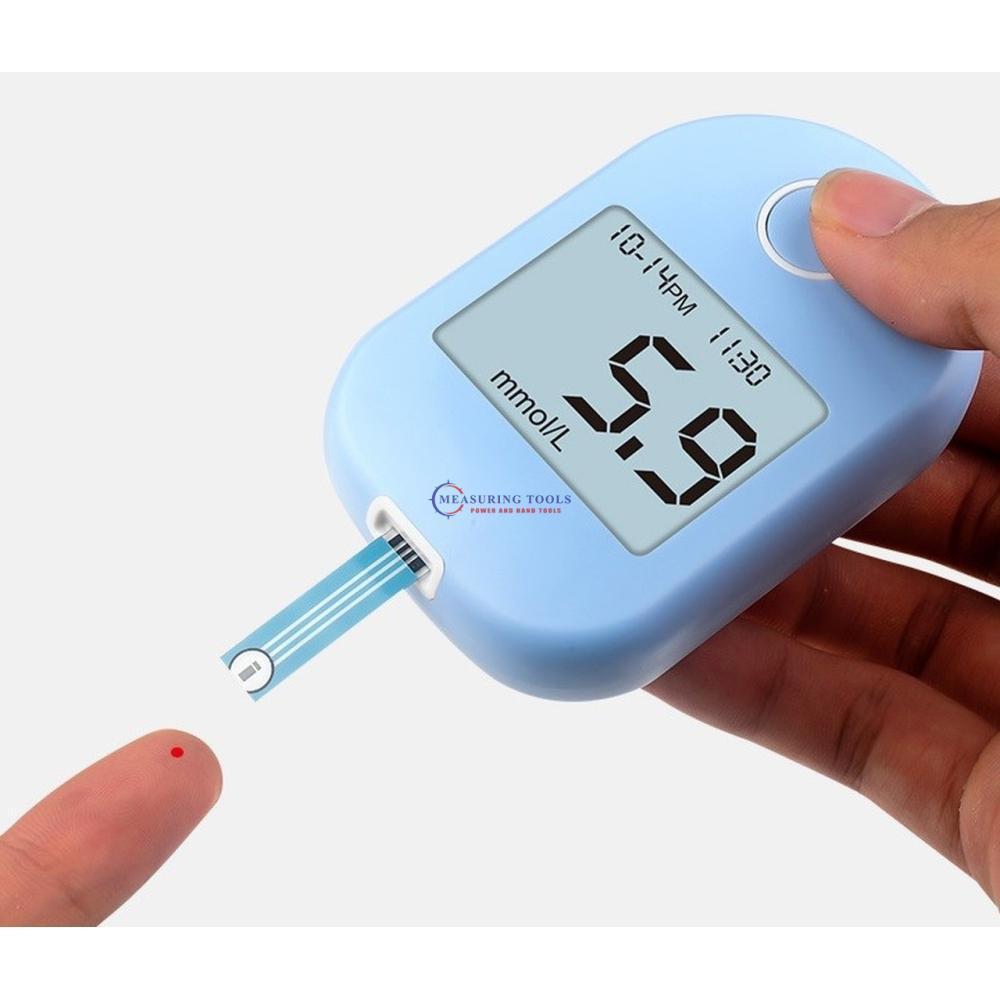 10-14PM 11:30
5.9
mmol/L
MEASURING TOOLS
POWER AND HAND TOOLS
i